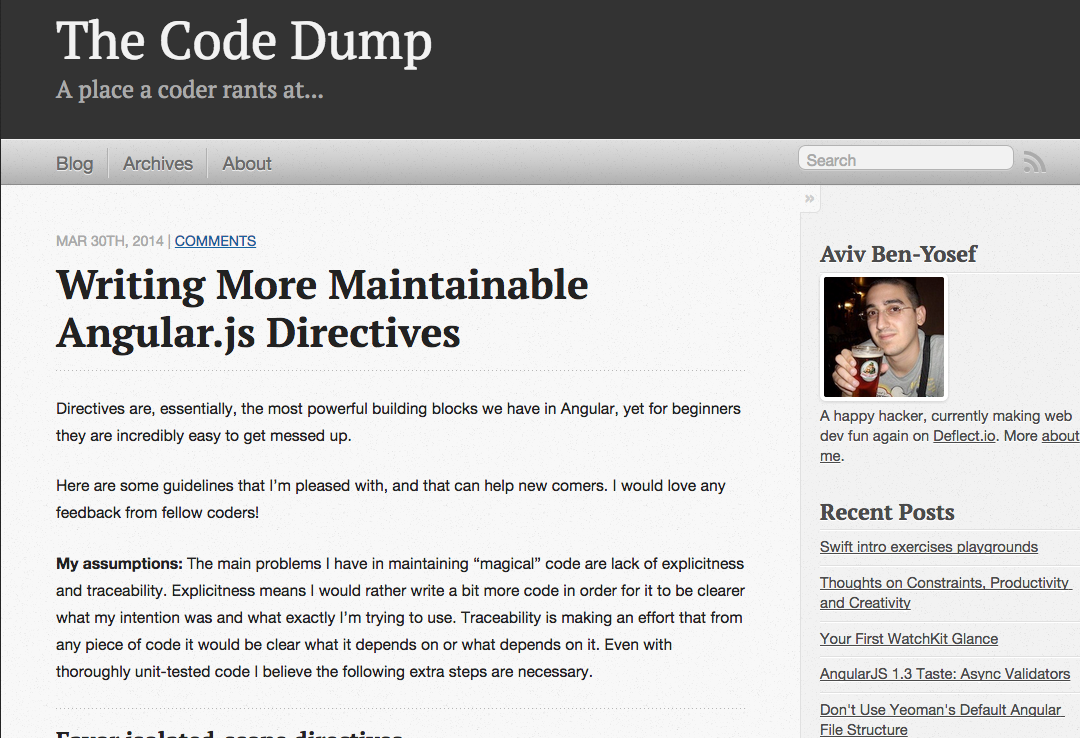 The Code Dump
A place a coder rants at...
Blog
Archives
About
Search
»
MAR 30TH, 2014 | COMMENTS
Writing More Maintainable
Angular.js Directives
Directives are, essentially, the most powerful building blocks we have in Angular, yet for beginners
they are incredibly easy to get messed up.
Here are some guidelines that I'm pleased with, and that can help new comers. I would love any
feedback from fellow coders!
My assumptions: The main problems I have in maintaining “magical” code are lack of explicitness
and traceability. Explicitness means I would rather write a bit more code in order for it to be clearer
what my intention was and what exactly I'm trying to use. Traceability is making an effort that from
any piece of code it would be clear what it depends on or what depends on it. Even with
thoroughly unit-tested code I believe the following extra steps are necessary.
Favor isolated-scope directives
Aviv Ben-Yosef
A happy hacker, currently making web
dev fun again on Deflect.io. More about
me.
Recent Posts
Swift intro exercises playgrounds
Thoughts on Constraints, Productivity
and Creativity
Your First WatchKit Glance
AngularJS 1.3 Taste: Async Validators
Don't Use Yeoman's Default Angular
File Structure